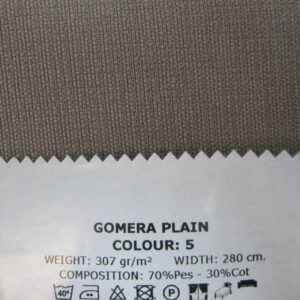 GOMERA PLAIN
COLOUR: 5
WEIGHT: 307 gr/m² WIDTH: 280 cm.
COMPOSITION: 70%Pes - 30%Cot
40° P